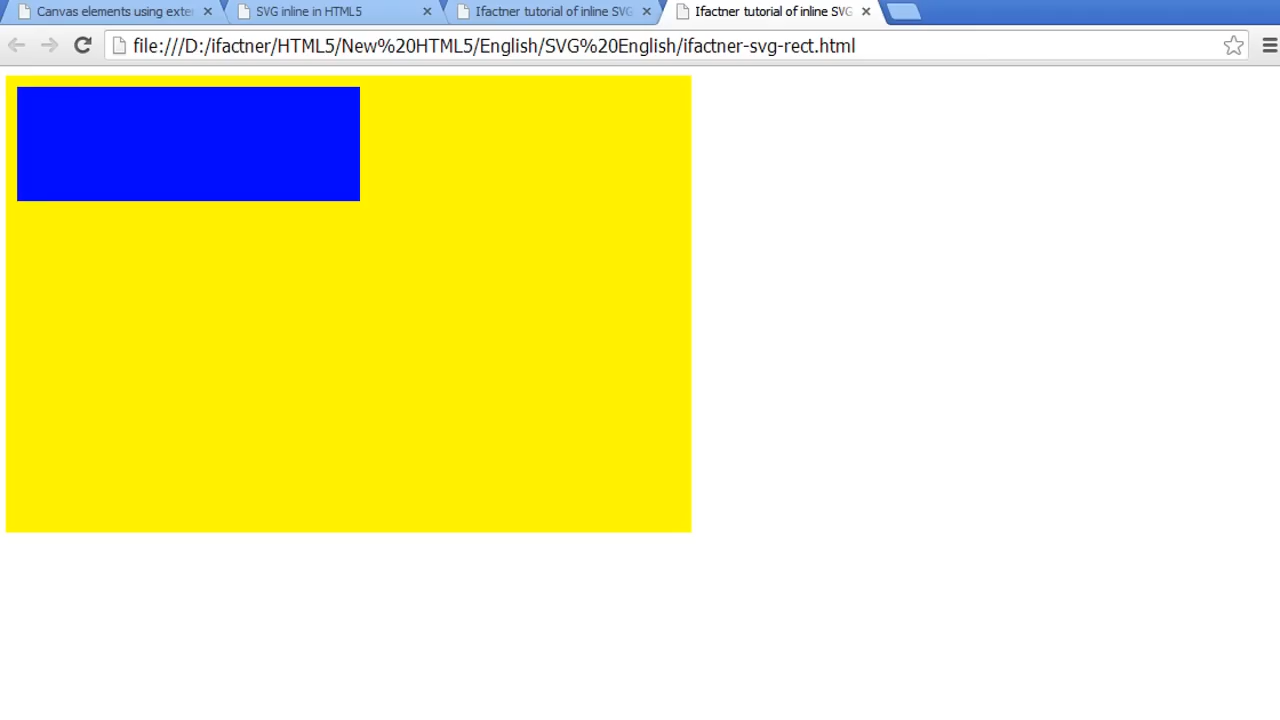 Canvas elements using exte
SVG inline in HTML5
Ifactner tutorial of inline SVG
Ifactner tutorial of inline SVG
file:///D:/ifactner/HTML5/New%20HTML5/English/SVG%20English/ifactner-svg-rect.html